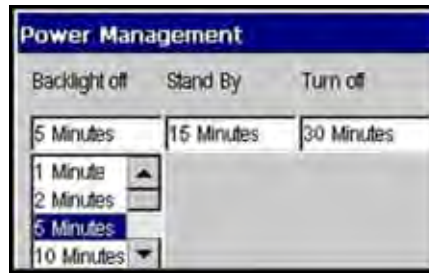 Power Management
Backlight off Stand By Turn off
5 Minutes 15 Minutes 30 Minutes
1 Minute
2 Minutes
5 Minutes
10 Minutes